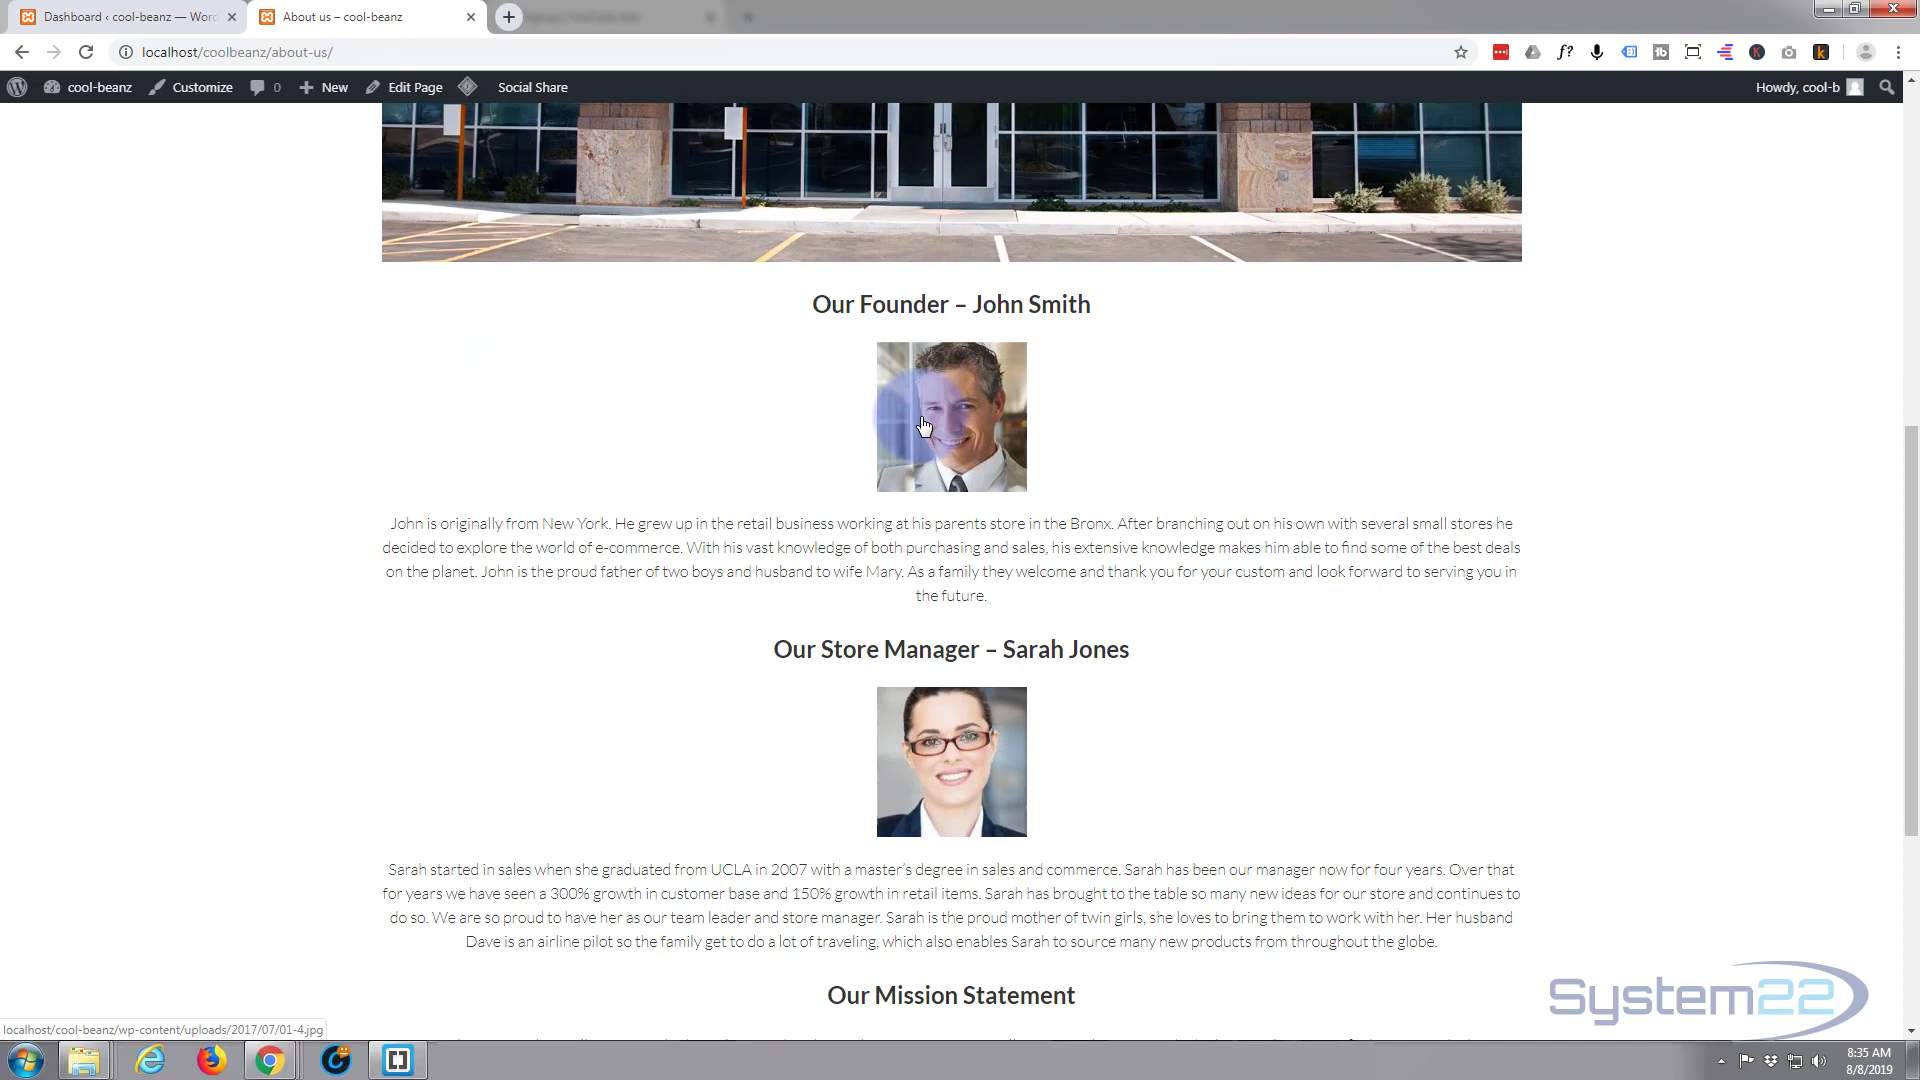 Dashboard ‹ cool-beanz — Word
About us – cool-beanz
localhost/coolbeanz/about-us/
cool-beanz
Customize
0
New
Edit Page
Social Share
Howdy, cool-b
Our Founder – John Smith
John is originally from New York. He grew up in the retail business working at his parents store in the Bronx. After branching out on his own with several small stores he
decided to explore the world of e-commerce. With his vast knowledge of both purchasing and sales, his extensive knowledge makes him able to find some of the best deals
on the planet. John is the proud father of two boys and husband to wife Mary. As a family they welcome and thank you for your custom and look forward to serving you in
the future.
Our Store Manager – Sarah Jones
Sarah started in sales when she graduated from UCLA in 2007 with a master’s degree in sales and commerce. Sarah has been our manager now for four years. Over that
for years we have seen a 300% growth in customer base and 150% growth in retail items. Sarah has brought to the table so many new ideas for our store and continues to
do so. We are so proud to have her as our team leader and store manager. Sarah is the proud mother of twin girls, she loves to bring them to work with her. Her husband
Dave is an airline pilot so the family get to do a lot of traveling, which also enables Sarah to source many new products from throughout the globe.
Our Mission Statement
System22
localhost/cool-beanz/wp-content/uploads/2017/07/01-4.jpg
8:35 AM
8/8/2019